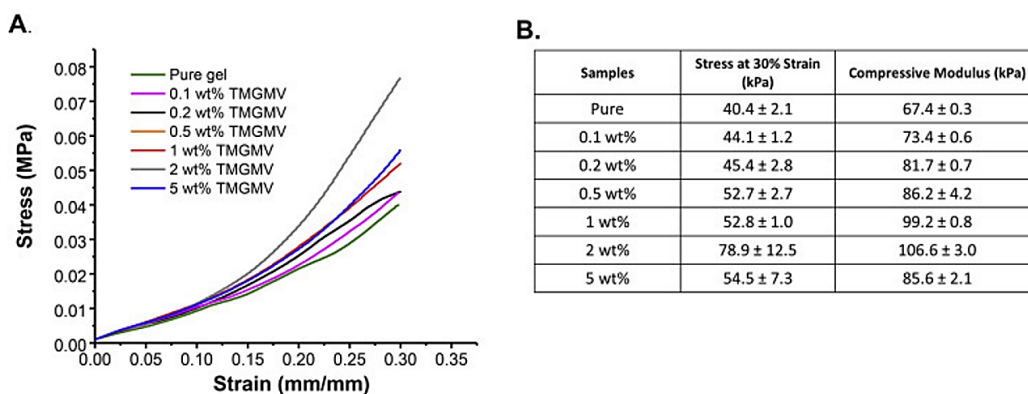 A.
Stress (MPa)
0.08
0.07
0.06
0.05
0.04
0.03
0.02
0.01
0.00
Pure gel
0.1 wt% TMGMV
0.2 wt% TMGMV
0.5 wt% TMGMV
1 wt% TMGMV
2 wt% TMGMV
5 wt% TMGMV
0.00 0.05 0.10 0.15 0.20 0.25 0.30 0.35
Strain (mm/mm)
B.
Samples Stress at 30% Strain (kPa) Compressive Modulus (kPa)
Pure 40.4 ± 2.1 67.4 ± 0.3
0.1 wt% 44.1 ± 1.2 73.4 ± 0.6
0.2 wt% 45.4 ± 2.8 81.7 ± 0.7
0.5 wt% 52.7 ± 2.7 86.2 ± 4.2
1 wt% 52.8 ± 1.0 99.2 ± 0.8
2 wt% 78.9 ± 12.5 106.6 ± 3.0
5 wt% 54.5 ± 7.3 85.6 ± 2.1